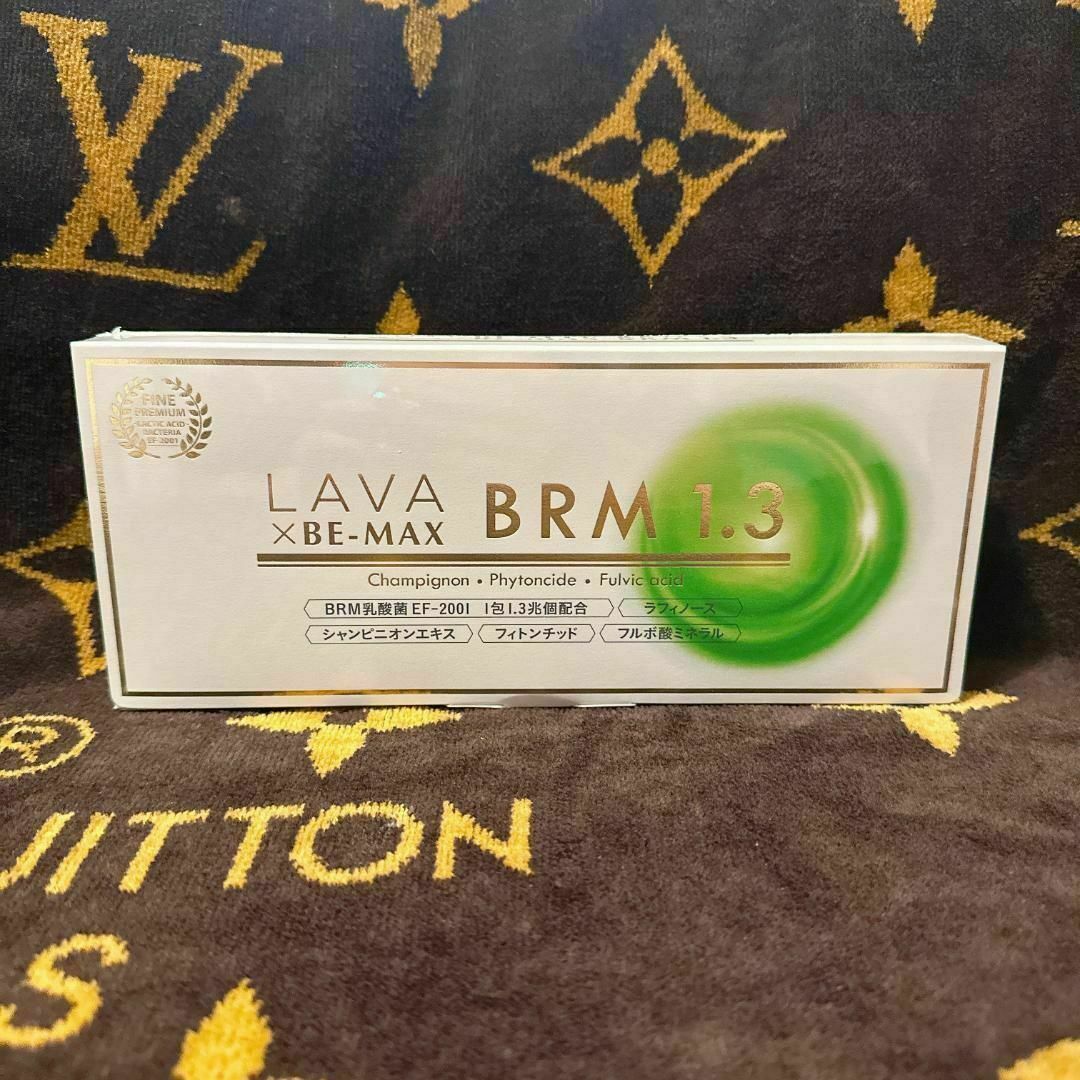 LV
FINE
PREMIUM
LACTIC ACID
BACTERIA
EF-2001
LAVA
×BE-MAX
BRM 1.3
Champignon • Phytoncide • Fulvic acid
BRM乳酸菌 EF-2001 1包1.3兆個配合
ラフィノース
シャンピニオンエキス
フィトンチッド
フルボ酸ミネラル
®
UITTON
S